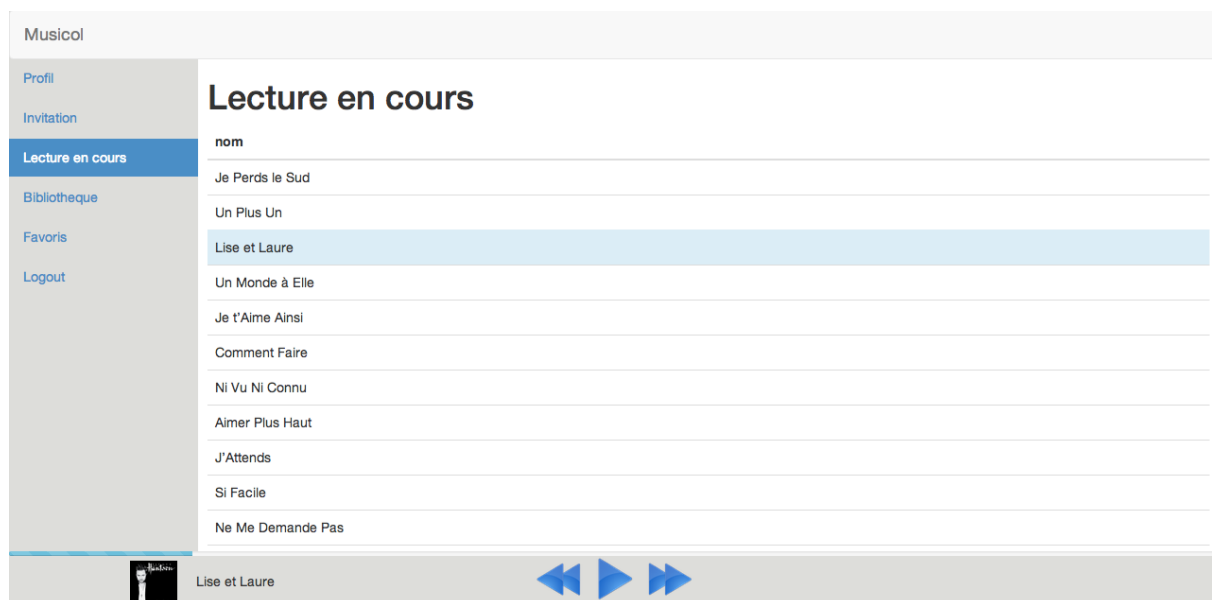 Musicol
Profil
Invitation
Lecture en cours
Bibliotheque
Favoris
Logout
Lecture en cours
nom
Je Perds le Sud
Un Plus Un
Lise et Laure
Un Monde à Elle
Je t'Aime Ainsi
Comment Faire
Ni Vu Ni Connu
Aimer Plus Haut
J'Attends
Si Facile
Ne Me Demande Pas
Lise et Laure